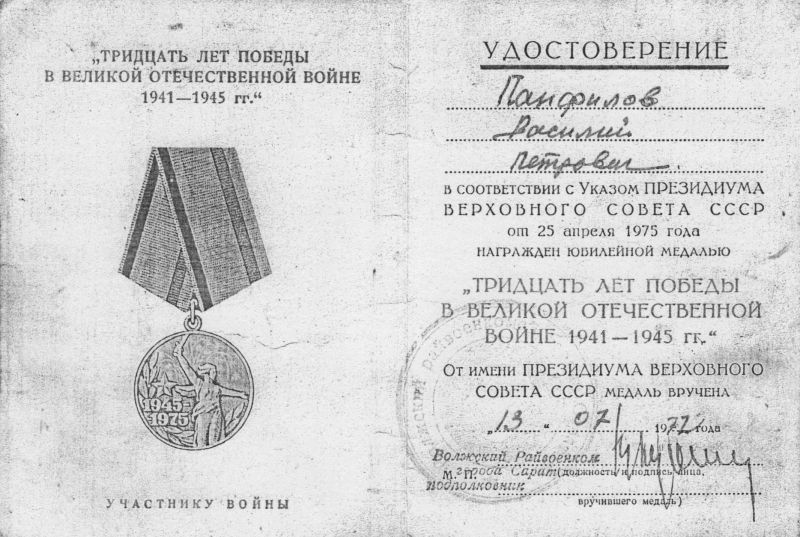 „ТРИДЦАТЬ ЛЕТ ПОБЕДЫ
В ВЕЛИКОЙ ОТЕЧЕСТВЕННОЙ ВОЙНЕ
1941—1945 гг.“
1945
1975
УЧАСТНИКУ ВОЙНЫ
УДОСТОВЕРЕНИЕ
Панфилов
Василий
Петрович
в соответствии с Указом ПРЕЗИДИУМА
ВЕРХОВНОГО СОВЕТА СССР
от 25 апреля 1975 года
НАГРАЖДЕН ЮБИЛЕЙНОЙ МЕДАЛЬЮ
„ТРИДЦАТЬ ЛЕТ ПОБЕДЫ
В ВЕЛИКОЙ ОТЕЧЕСТВЕННОЙ
ВОЙНЕ 1941—1945 гг.“
От имени ПРЕЗИДИУМА ВЕРХОВНОГО
СОВЕТА СССР МЕДАЛЬ ВРУЧЕНА
„13“ 07 19 года
Волжский Райвоенком
М. П. города (должность и подпись лица,
подполковник
вручившего медаль)